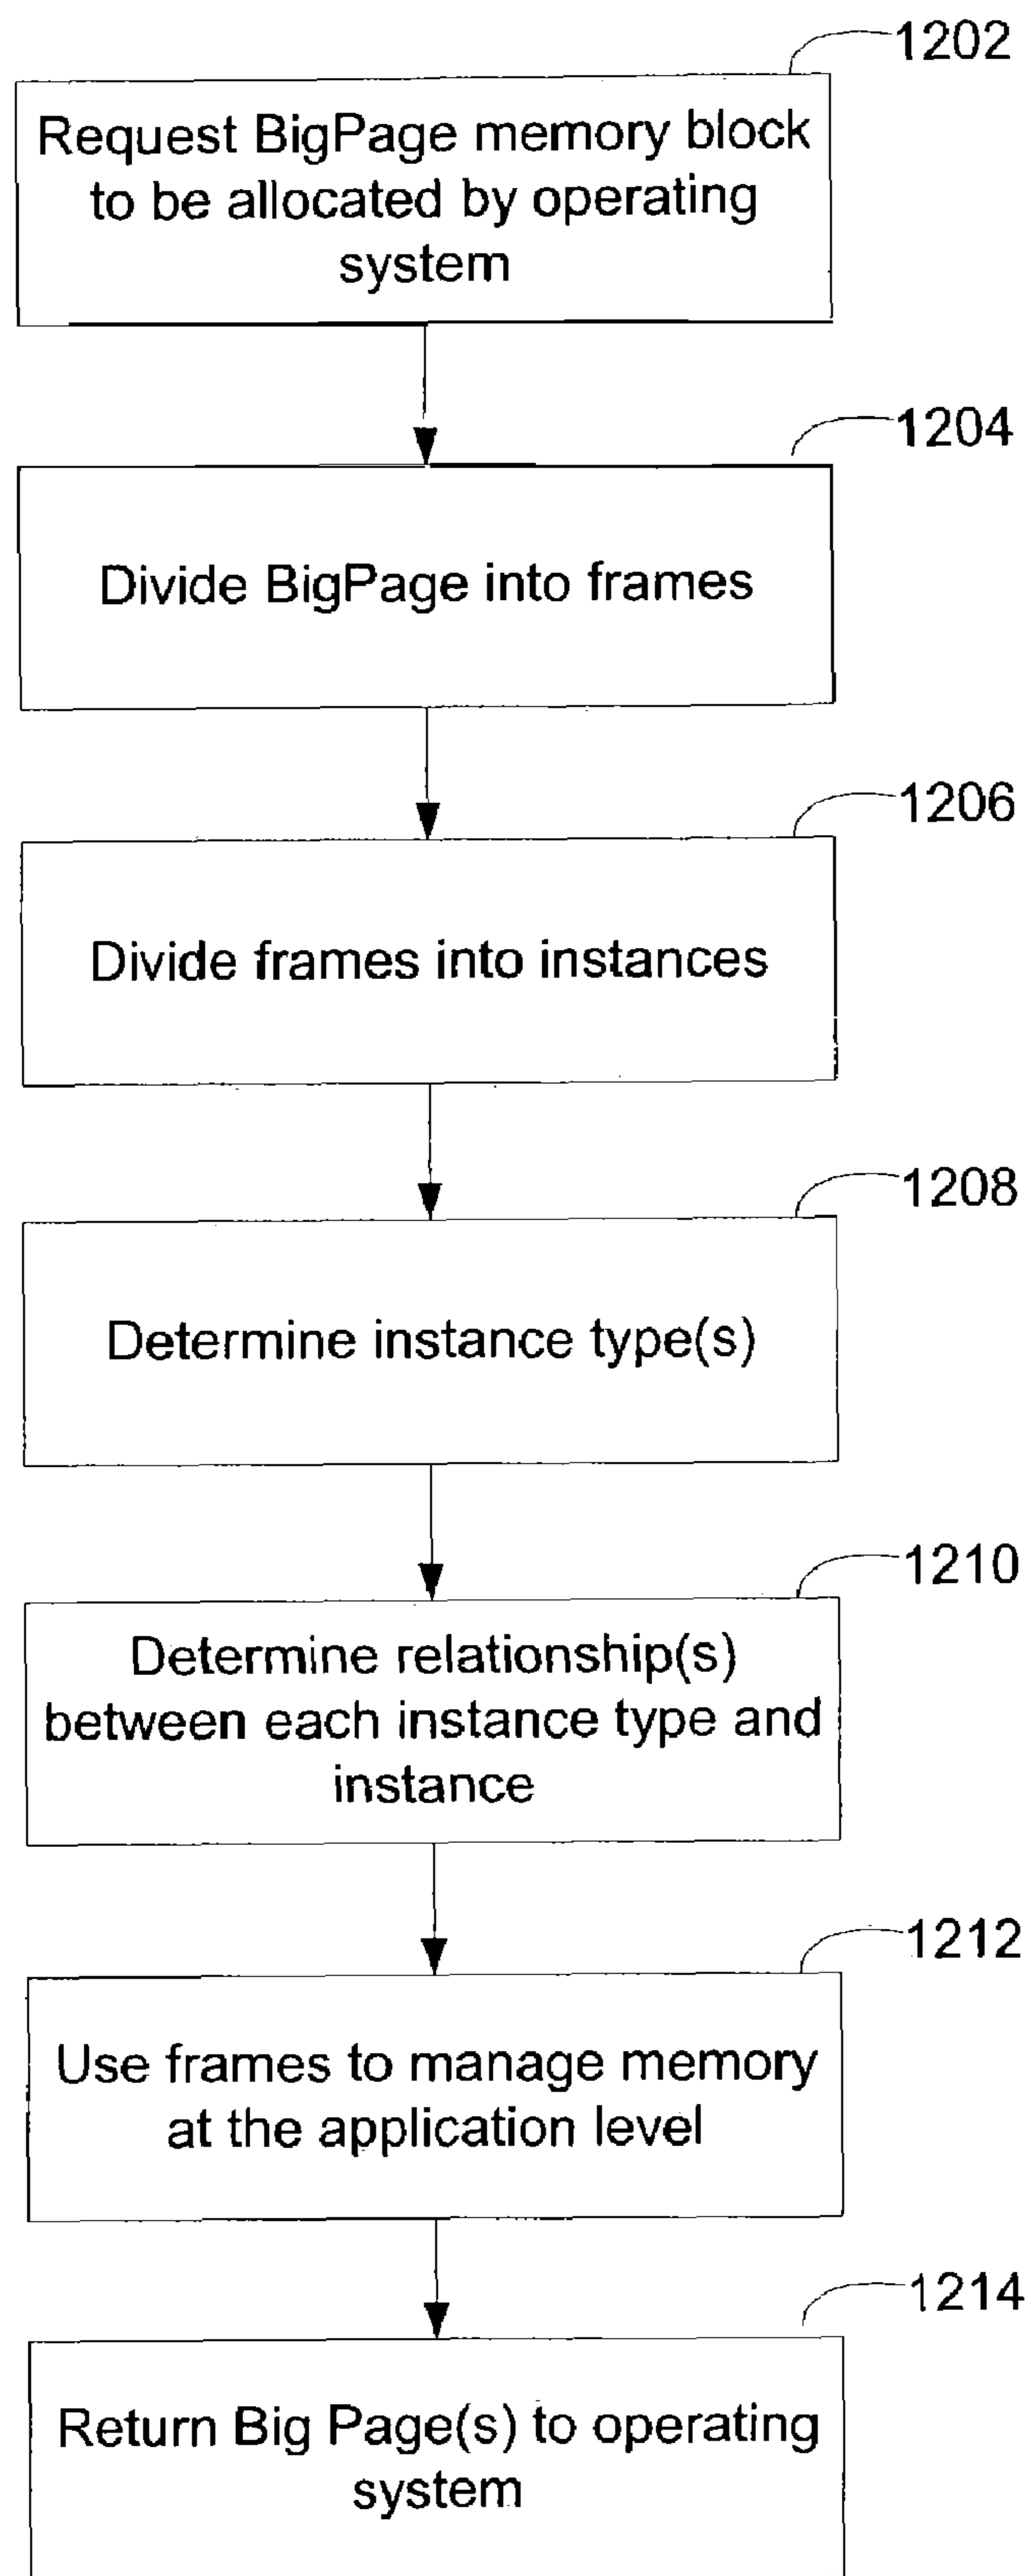 1202
Request BigPage memory block
to be allocated by operating
system
1204
Divide BigPage into frames
1206
Divide frames into instances
1208
Determine instance type(s)
1210
Determine relationship(s)
between each instance type and
instance
1212
Use frames to manage memory
at the application level
1214
Return Big Page(s) to operating
system